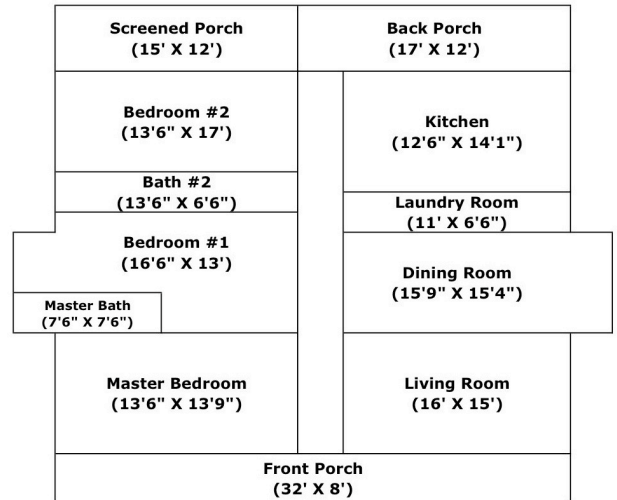 Screened Porch
(15' X 12')
Back Porch
(17' X 12')
Bedroom #2
(13'6" X 17')
Kitchen
(12'6" X 14'1")
Bath #2
(13'6" X 6'6")
Laundry Room
(11' X 6'6")
Bedroom #1
(16'6" X 13')
Dining Room
(15'9" X 15'4")
Master Bath
(7'6" X 7'6")
Master Bedroom
(13'6" X 13'9")
Living Room
(16' X 15')
Front Porch
(32' X 8')